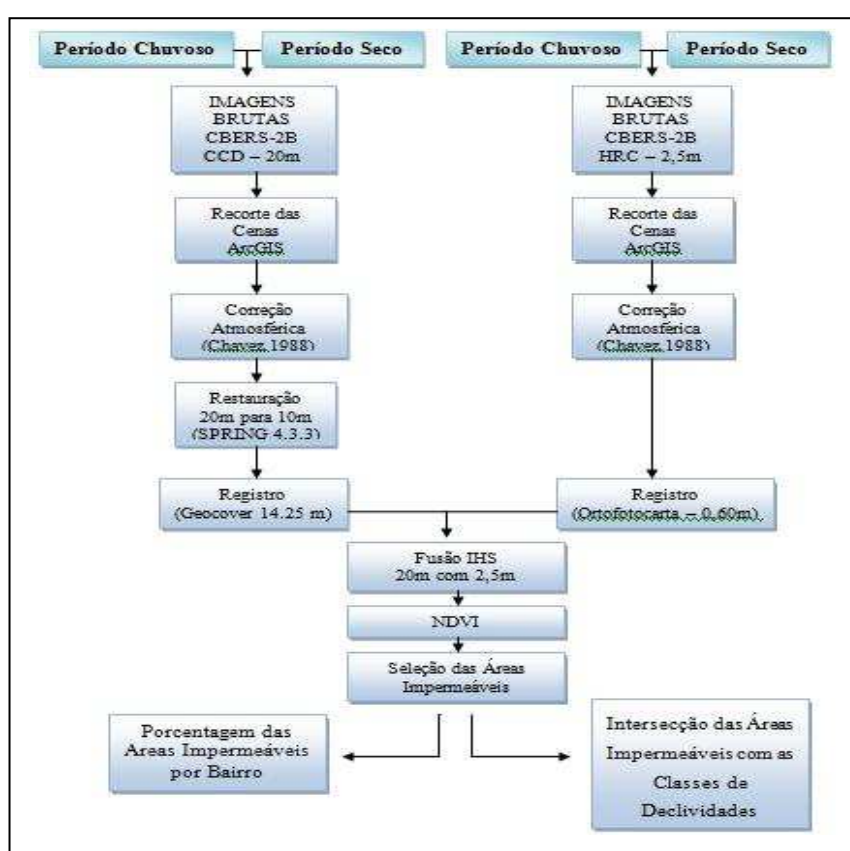 Período Chuvoso
Período Seco
Período Chuvoso
Período Seco
IMAGENS
BRUTAS
CBERS-2B
CCD – 20m
IMAGENS
BRUTAS
CBERS-2B
HRC – 2,5m
Recorte das
Cenas
ArcGIS
Recorte das
Cenas
ArcGIS
Correção
Atmosférica
(Chavez 1988)
Correção
Atmosférica
(Chavez 1988)
Restauração
20m para 10m
(SPRING 4.3.3)
Registro
(Geocover 14.25 m)
Registro
(Ortofotocarta – 0,60m)
Fusão IHS
20m com 2,5m
NDVI
Seleção das Áreas
Impermeáveis
Porcentagem das
Areas Impermeáveis
por Bairro
Intersecção das Áreas
Impermeáveis com as
Classes de
Declividades